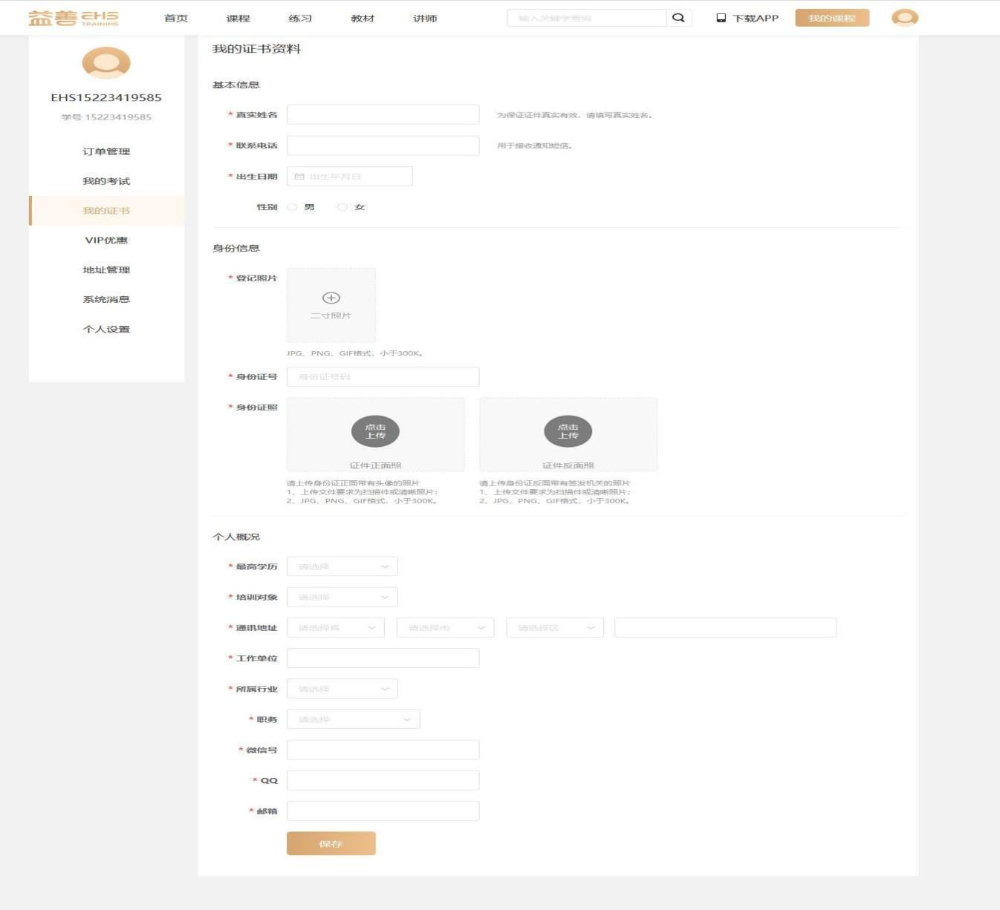 益善 EHS TRAINING
首页 课程 练习 教材 讲师 输入关键字查询 下载APP 我的课程
EHS15223419585
学号 15223419585
订单管理
我的考试
我的证书
VIP优惠
地址管理
系统消息
个人设置
我的证书资料
基本信息
* 真实姓名 为保证证件真实有效，请填写真实姓名。
* 联系电话 用于接收通知短信。
* 出生日期 出生年月日
性别 男 女
身份信息
* 登记照片
二寸照片
JPG、PNG、GIF格式，小于300K。
* 身份证号 身份证号码
* 身份证照
点击上传
证件正面照
请上传身份证正面带有头像的照片
1、上传文件要求为扫描件或清晰照片；
2、JPG、PNG、GIF格式，小于300K。
点击上传
证件反面照
请上传身份证反面带有签发机关的照片
1、上传文件要求为扫描件或清晰照片；
2、JPG、PNG、GIF格式，小于300K。
个人概况
* 最高学历 请选择
* 培训对象 请选择
* 通讯地址 请选择省 请选择市 请选择区
* 工作单位
* 所属行业 请选择
* 职务 请选择
* 微信号
* QQ
* 邮箱
保存